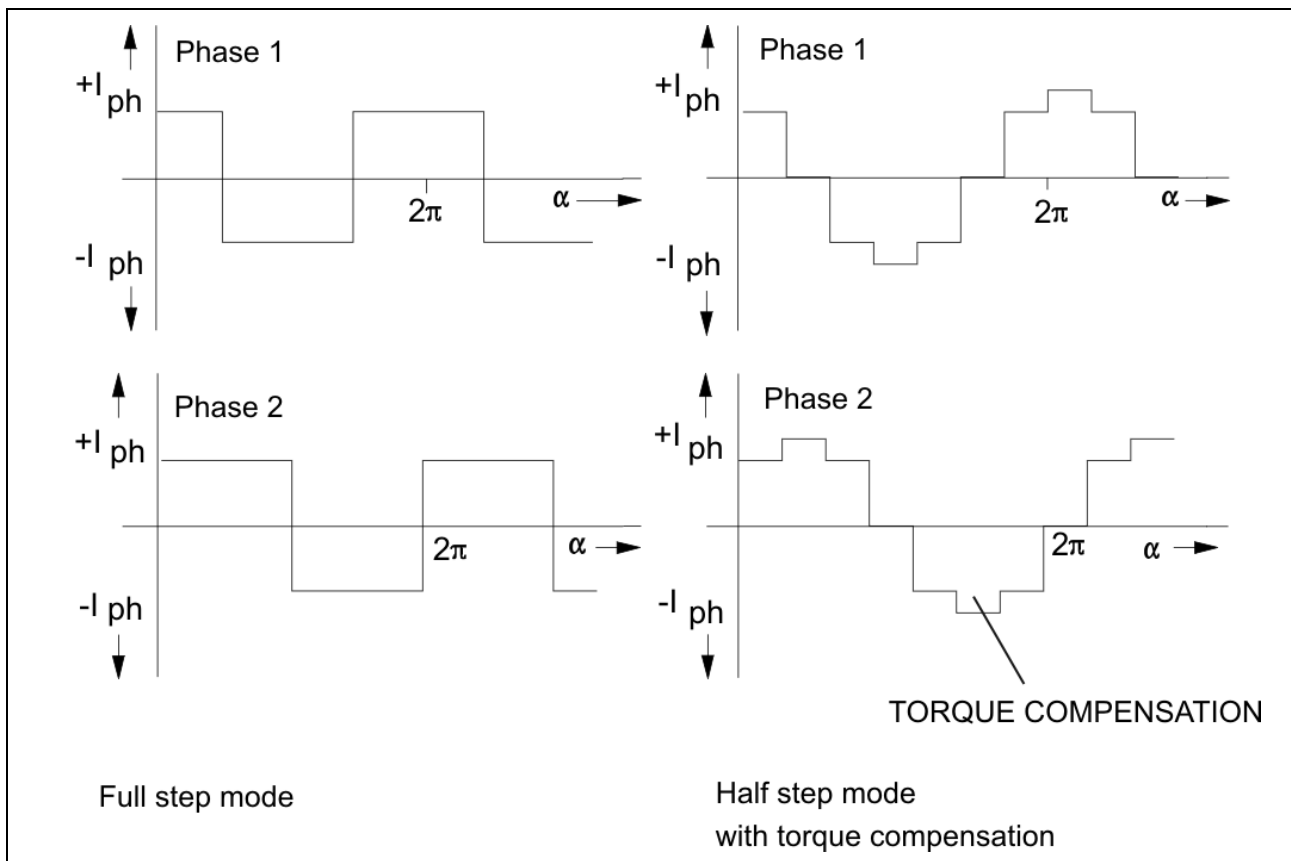 Phase 1
+I ph
2π
α
-I ph
Phase 1
+I ph
2π
α
-I ph
Phase 2
+I ph
2π
α
-I ph
Phase 2
+I ph
2π
α
-I ph
TORQUE COMPENSATION
Full step mode
Half step mode
with torque compensation